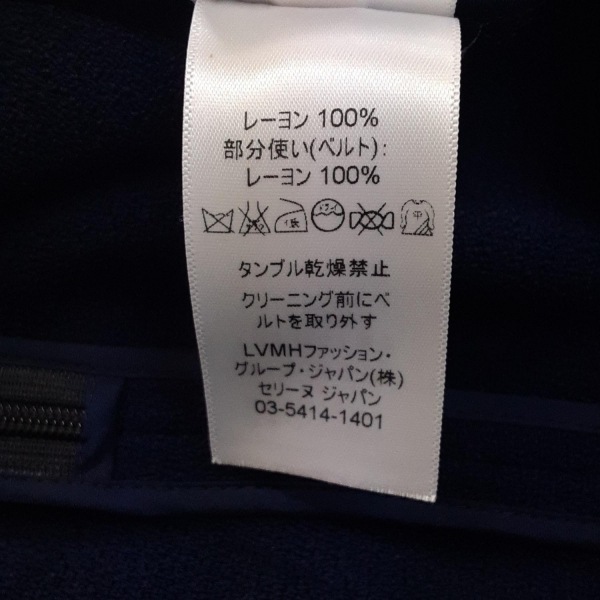 レーヨン 100%
部分使い(ベルト):
レーヨン 100%
低
平
タンブル乾燥禁止
クリーニング前にベ
ルトを取り外す
LVMHファッション・
グループ・ジャパン(株)
セリーヌ ジャパン
03-5414-1401